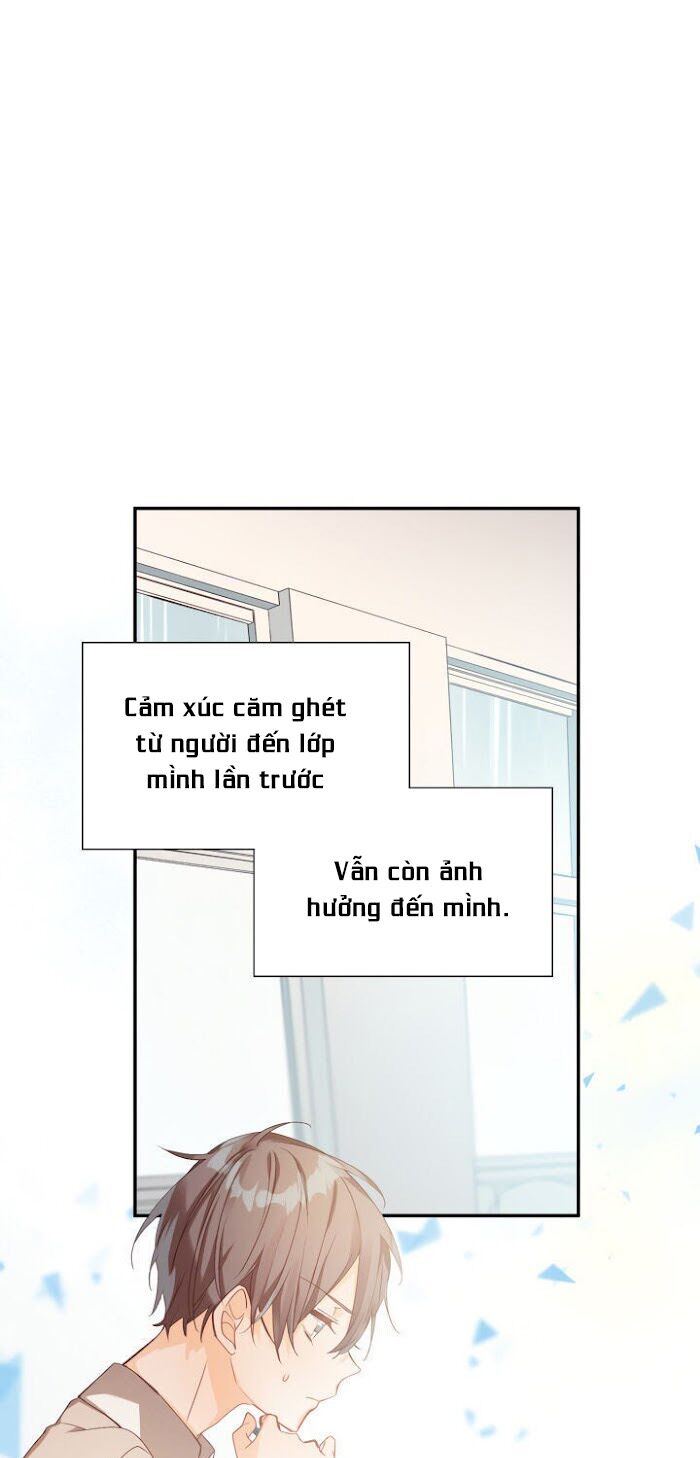 Cảm xúc căm ghét
từ người đến lớp
mình lần trước
Vẫn còn ảnh
hưởng đến mình.